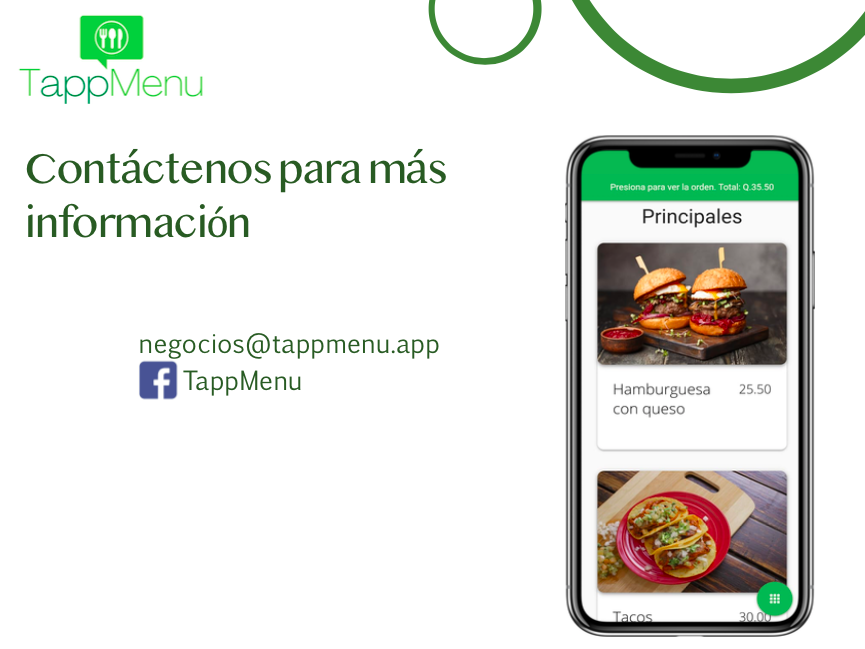 TappMenu
Contáctenos para más
información
negocios@tappmenu.app
TappMenu
Presiona para ver la orden. Total: Q.35.50
Principales
Hamburguesa 25.50
con queso
Tacos 30.00